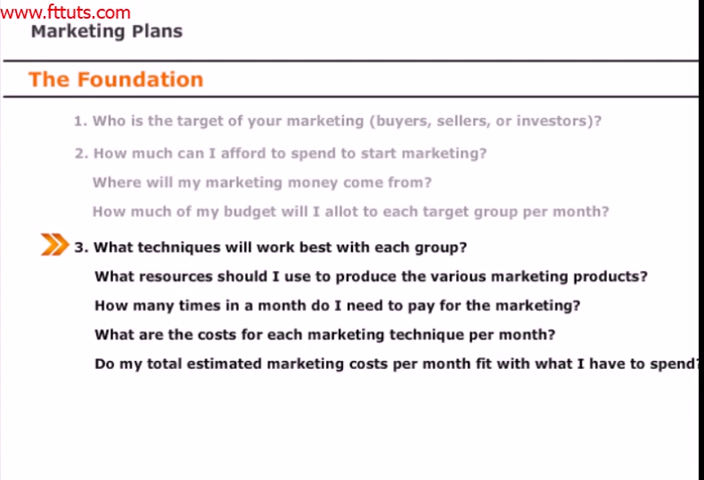 www.fttuts.com
Marketing Plans
The Foundation
1. Who is the target of your marketing (buyers, sellers, or investors)?
2. How much can I afford to spend to start marketing?
Where will my marketing money come from?
How much of my budget will I allot to each target group per month?
3. What techniques will work best with each group?
What resources should I use to produce the various marketing products?
How many times in a month do I need to pay for the marketing?
What are the costs for each marketing technique per month?
Do my total estimated marketing costs per month fit with what I have to spend?